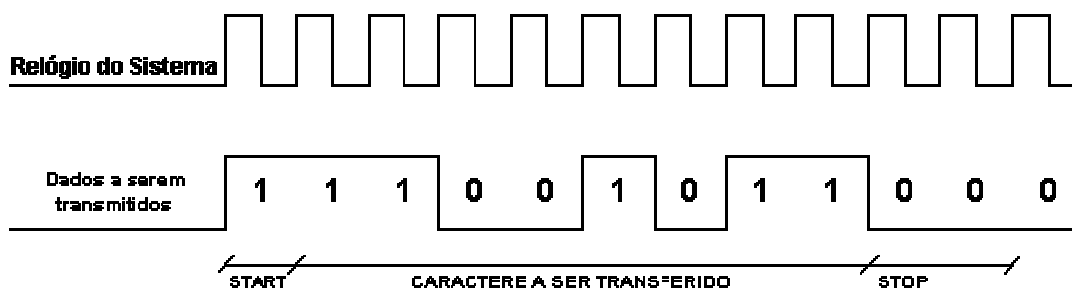 Relógio do Sistema
Dados a serem
transmitidos
1 1 1 0 0 1 0 1 1 0 0 0
START CARACTERE A SER TRANSFERIDO STOP